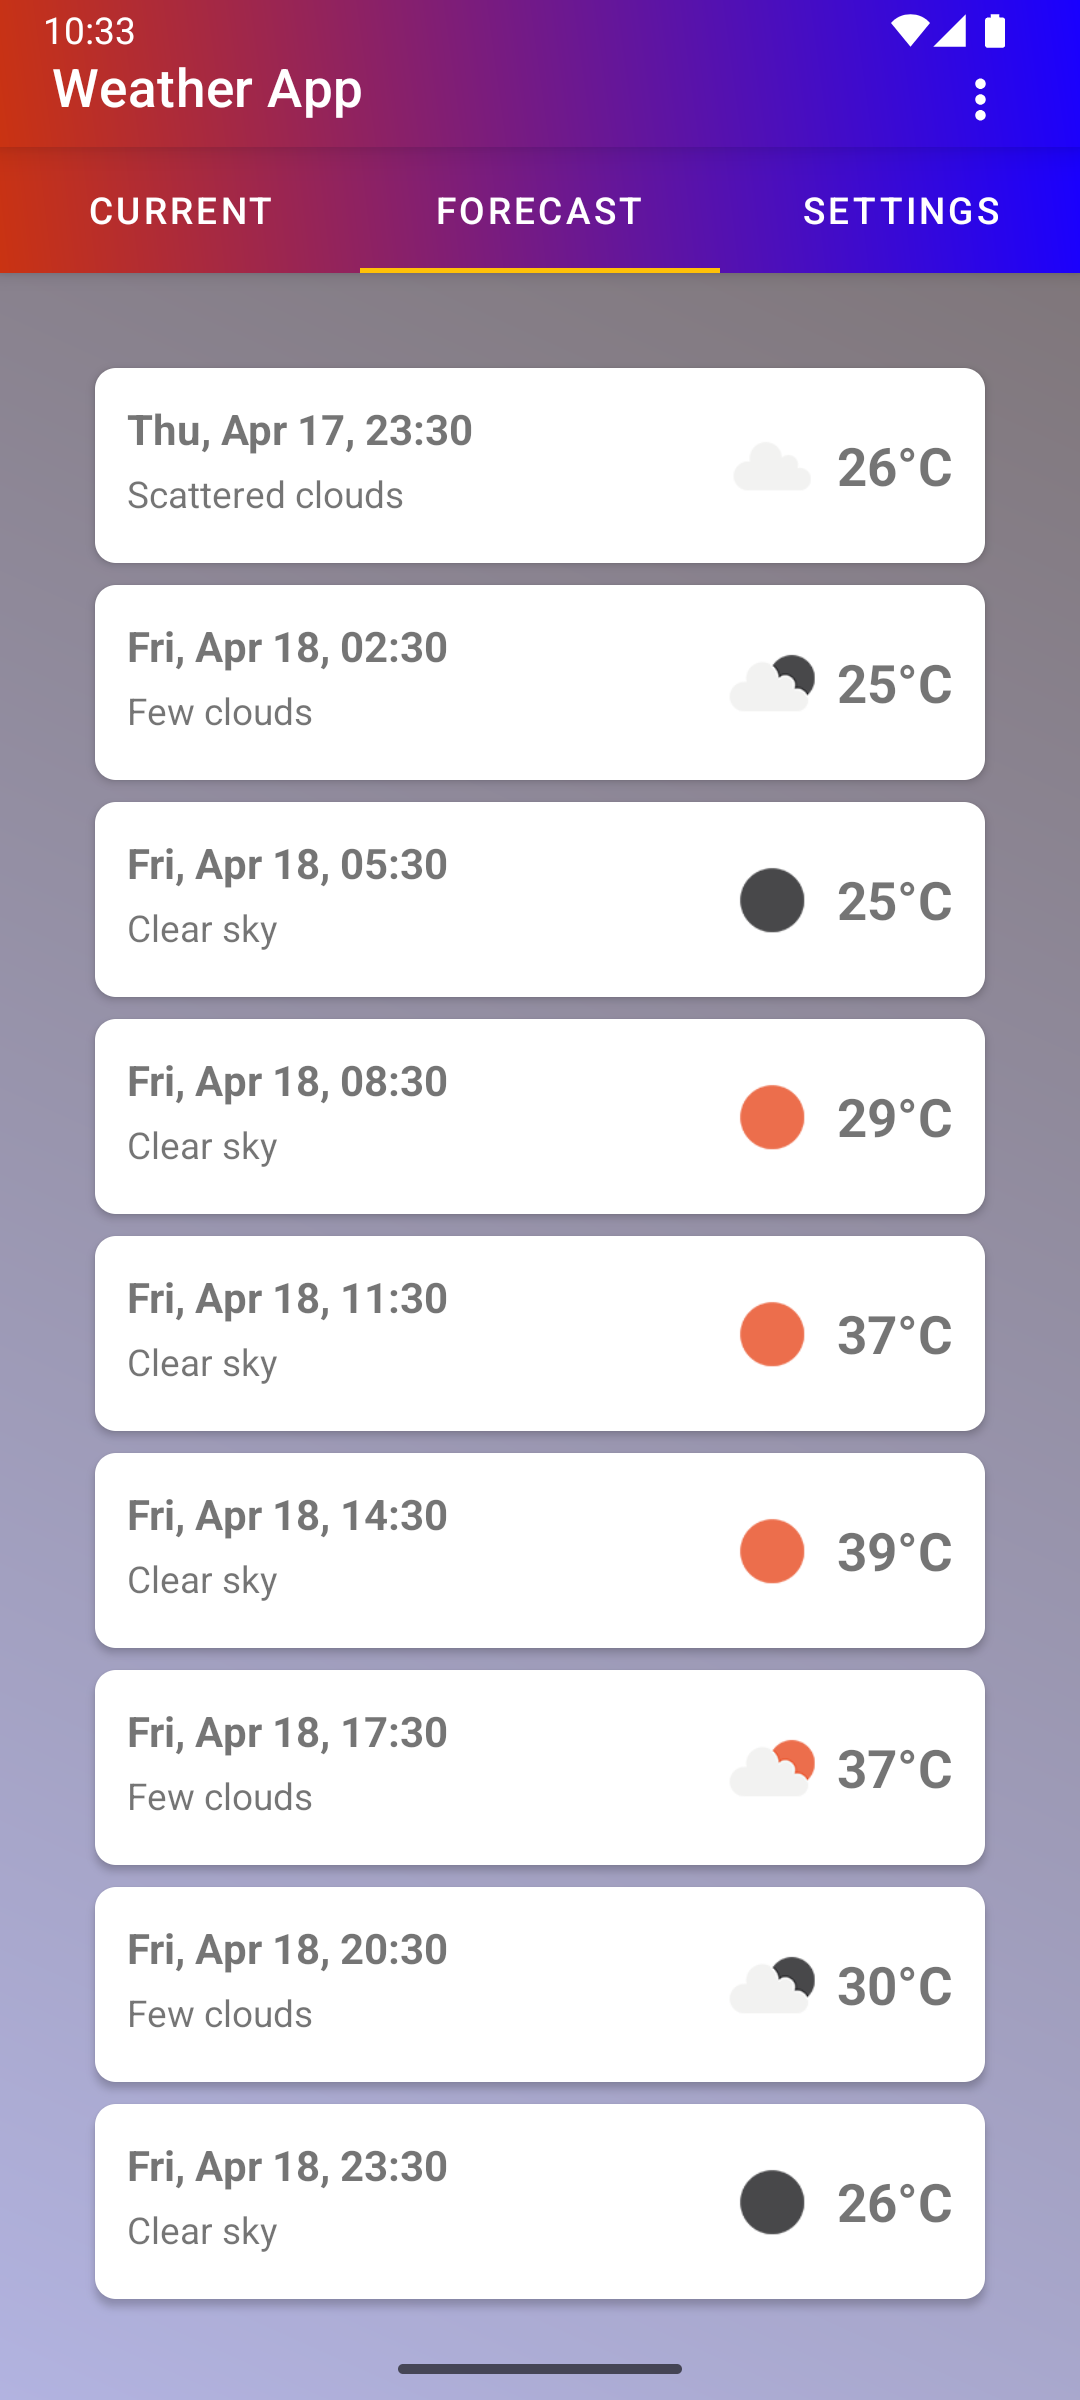 10:33
Weather App
CURRENT FORECAST SETTINGS
Thu, Apr 17, 23:30
Scattered clouds
26°C
Fri, Apr 18, 02:30
Few clouds
25°C
Fri, Apr 18, 05:30
Clear sky
25°C
Fri, Apr 18, 08:30
Clear sky
29°C
Fri, Apr 18, 11:30
Clear sky
37°C
Fri, Apr 18, 14:30
Clear sky
39°C
Fri, Apr 18, 17:30
Few clouds
37°C
Fri, Apr 18, 20:30
Few clouds
30°C
Fri, Apr 18, 23:30
Clear sky
26°C